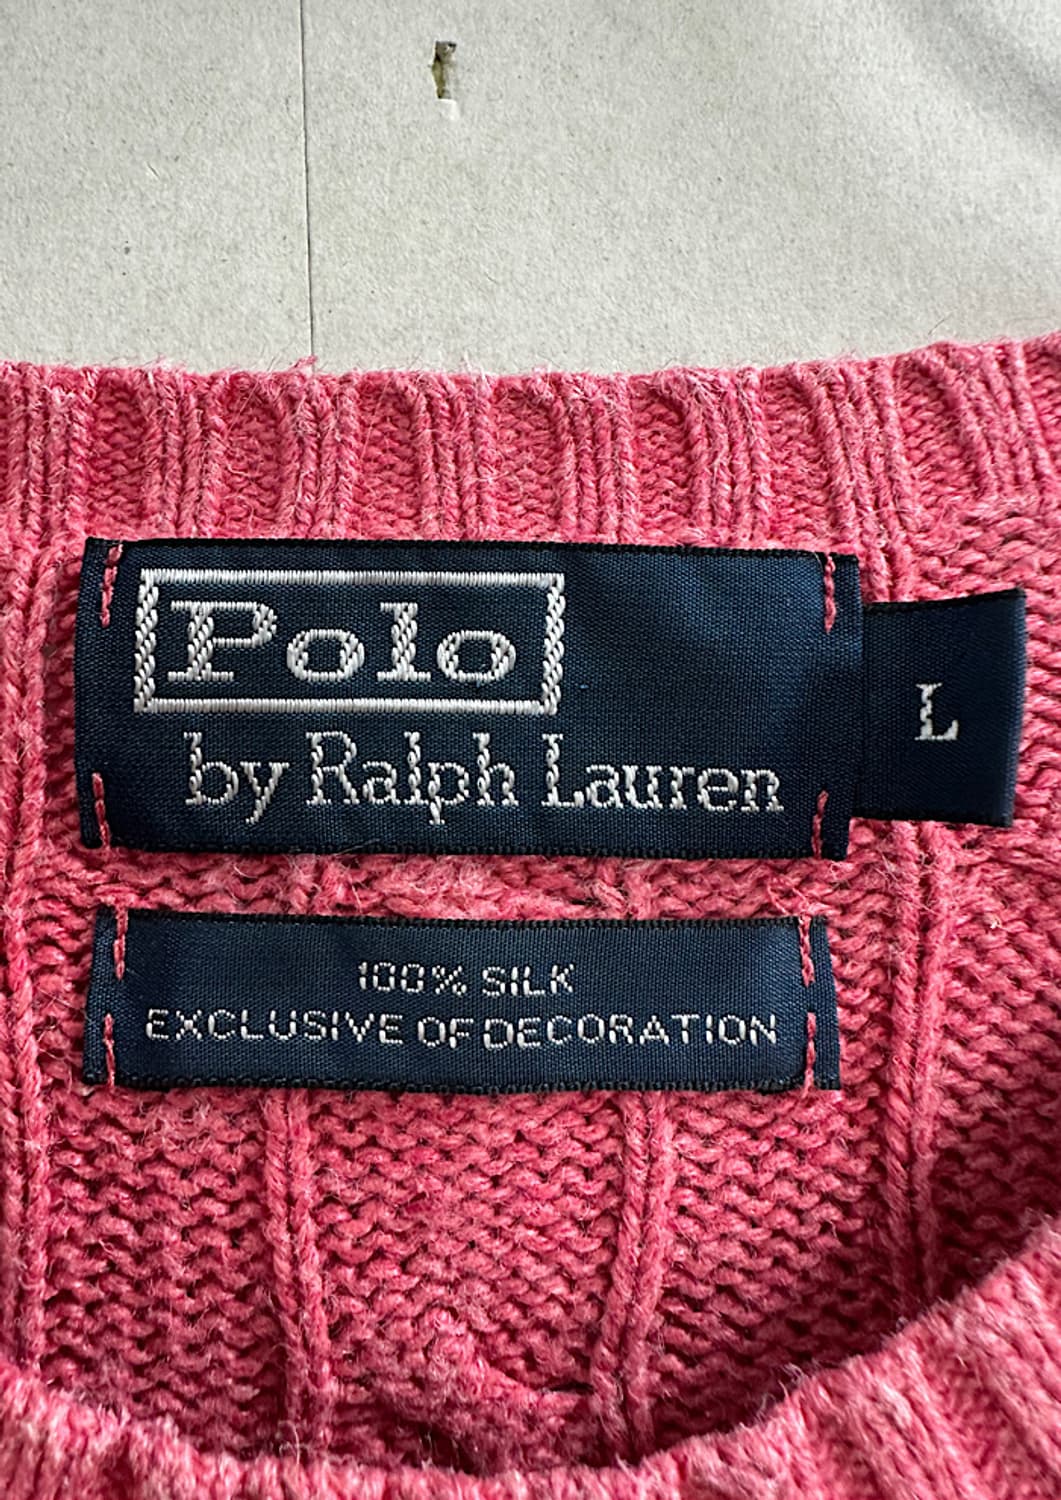 Polo
by Ralph Lauren
L
100% SILK
EXCLUSIVE OF DECORATION